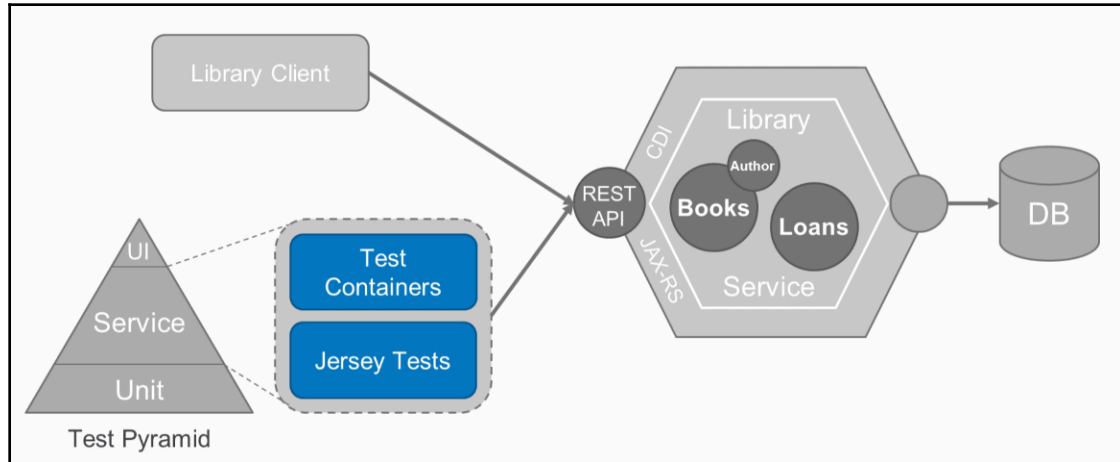 Library Client
CDI
Library
Author
REST
API
Books
Loans
DB
JAX-RS
Service
UI
Service
Unit
Test Pyramid
Test
Containers
Jersey Tests